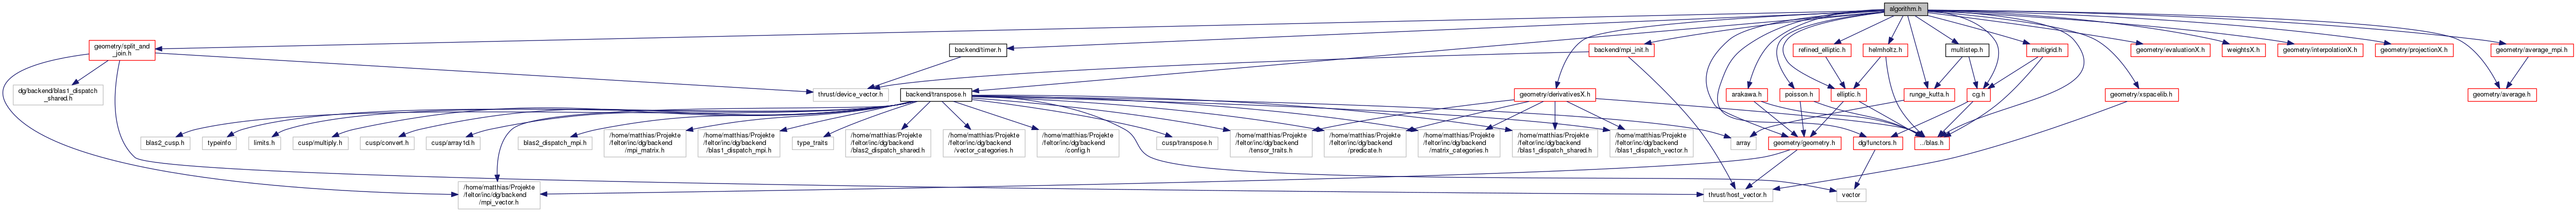 algorithm.h
geometry/split_and
_join.h
backend/timer.h
backend/mpi_init.h
refined_elliptic.h
helmholtz.h
multistep.h
multigrid.h
geometry/evaluationX.h
weightsX.h
geometry/interpolationX.h
geometry/projectionX.h
geometry/average_mpi.h
dg/backend/blas1_dispatch
_shared.h
thrust/device_vector.h
backend/transpose.h
geometry/derivativesX.h
arakawa.h
poisson.h
elliptic.h
runge_kutta.h
cg.h
geometry/xspacelib.h
geometry/average.h
blas2_cusp.h
typeinfo
limits.h
cusp/multiply.h
cusp/convert.h
cusp/array1d.h
blas2_dispatch_mpi.h
/home/matthias/Projekte
/feltor/inc/dg/backend
/mpi_matrix.h
/home/matthias/Projekte
/feltor/inc/dg/backend
/blas1_dispatch_mpi.h
type_traits
/home/matthias/Projekte
/feltor/inc/dg/backend
/blas2_dispatch_shared.h
/home/matthias/Projekte
/feltor/inc/dg/backend
/vector_categories.h
/home/matthias/Projekte
/feltor/inc/dg/backend
/config.h
cusp/transpose.h
/home/matthias/Projekte
/feltor/inc/dg/backend
/tensor_traits.h
/home/matthias/Projekte
/feltor/inc/dg/backend
/predicate.h
/home/matthias/Projekte
/feltor/inc/dg/backend
/matrix_categories.h
/home/matthias/Projekte
/feltor/inc/dg/backend
/blas1_dispatch_shared.h
/home/matthias/Projekte
/feltor/inc/dg/backend
/blas1_dispatch_vector.h
array
geometry/geometry.h
dg/functors.h
../blas.h
/home/matthias/Projekte
/feltor/inc/dg/backend
/mpi_vector.h
thrust/host_vector.h
vector